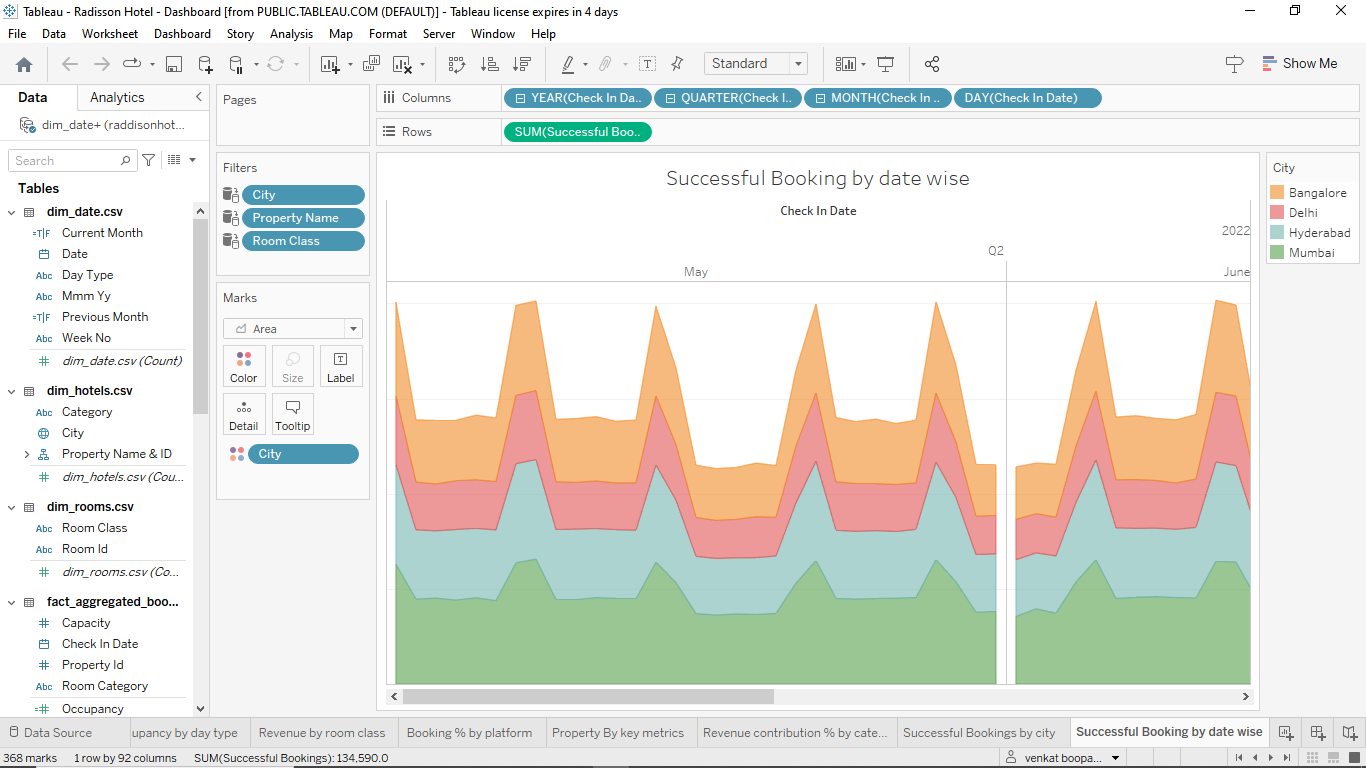 Tableau - Radisson Hotel - Dashboard [from PUBLIC.TABLEAU.COM (DEFAULT)] - Tableau license expires in 4 days
File Data Worksheet Dashboard Story Analysis Map Format Server Window Help
Standard
Show Me
Data Analytics
dim_date+ (raddisonhot...
Search
Tables
dim_date.csv
=T|F Current Month
Date
Abc Day Type
Abc Mmm Yy
=T|F Previous Month
Abc Week No
dim_date.csv (Count)
dim_hotels.csv
Abc Category
City
Property Name & ID
dim_hotels.csv (Cou...
dim_rooms.csv
Abc Room Class
Abc Room Id
dim_rooms.csv (Co...
fact_aggregated_boo...
Capacity
Check In Date
Property Id
Abc Room Category
Occupancy
Pages
Filters
City
Property Name
Room Class
Marks
Area
Color Size Label
Detail Tooltip
City
Columns YEAR(Check In Da.. QUARTER(Check I.. MONTH(Check In .. DAY(Check In Date)
Rows SUM(Successful Boo..
Successful Booking by date wise
Check In Date
2022
Q2
May June
City
Bangalore
Delhi
Hyderabad
Mumbai
Data Source upancy by day type Revenue by room class Booking % by platform Property By key metrics Revenue contribution % by cate... Successful Bookings by city Successful Booking by date wise
368 marks 1 row by 92 columns SUM(Successful Bookings): 134,590.0 venkat boopa...